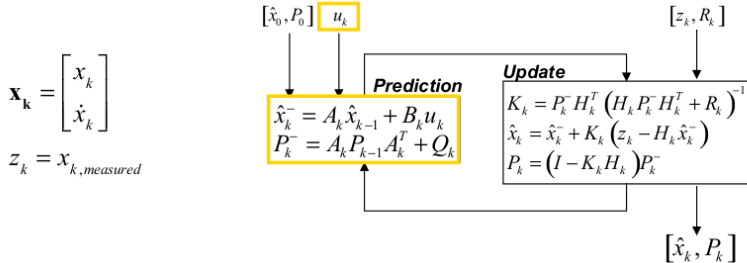 [x̂₀, P₀] u_k [z_k, R_k]
𝐱_𝐤 = [x_k
ẋ_k]
z_k = x_{k,measured}
Prediction
x̂_k^- = A_k x̂_{k-1} + B_k u_k
P_k^- = A_k P_{k-1} A_k^T + Q_k
Update
K_k = P_k^- H_k^T (H_k P_k^- H_k^T + R_k)^{-1}
x̂_k = x̂_k^- + K_k (z_k - H_k x̂_k^-)
P_k = (I - K_k H_k) P_k^-
[x̂_k, P_k]